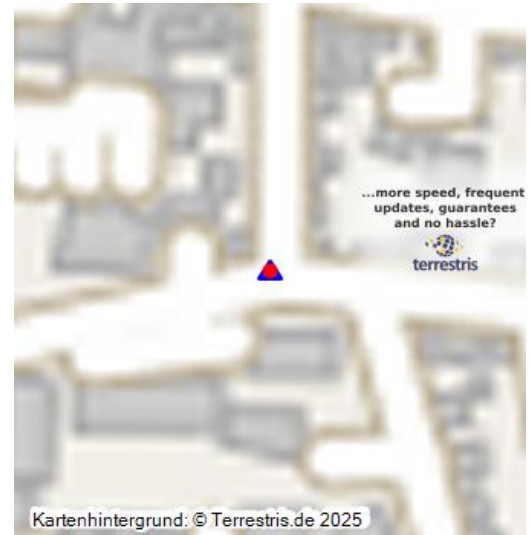 ...more speed, frequent
updates, guarantees
and no hassle?
terrestris
Kartenhintergrund: © Terrestris.de 2025